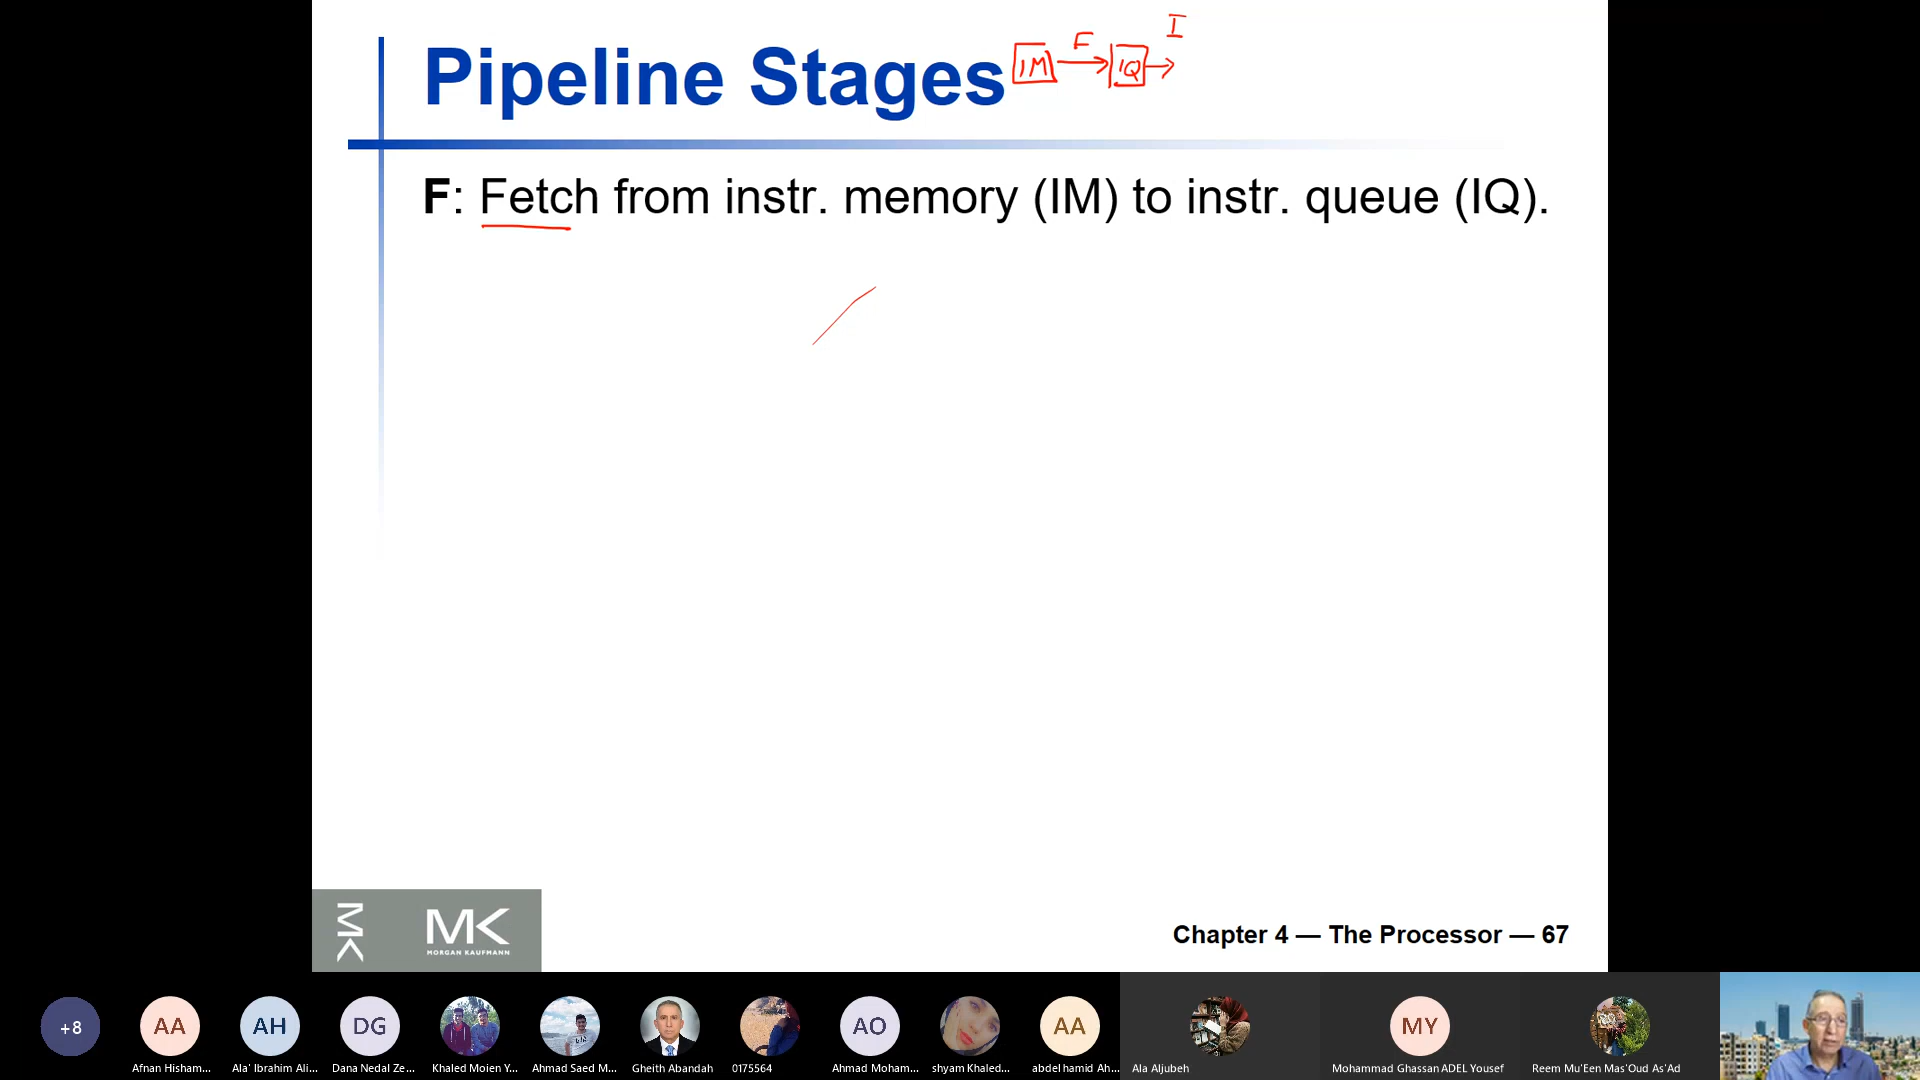 Pipeline Stages
IM F IQ I
F: Fetch from instr. memory (IM) to instr. queue (IQ).
MK
MK
MORGAN KAUFMANN
Chapter 4 — The Processor — 67
+8
AA
AH
DG
AO
AA
MY
Afnan Hisham...
Ala' Ibrahim Ali...
Dana Nedal Ze...
Khaled Moien Y...
Ahmad Saed M...
Gheith Abandah
0175564
Ahmad Moham...
shyam Khaled...
abdel hamid Ah...
Ala Aljubeh
Mohammad Ghassan ADEL Yousef
Reem Mu'Een Mas'Oud As'Ad